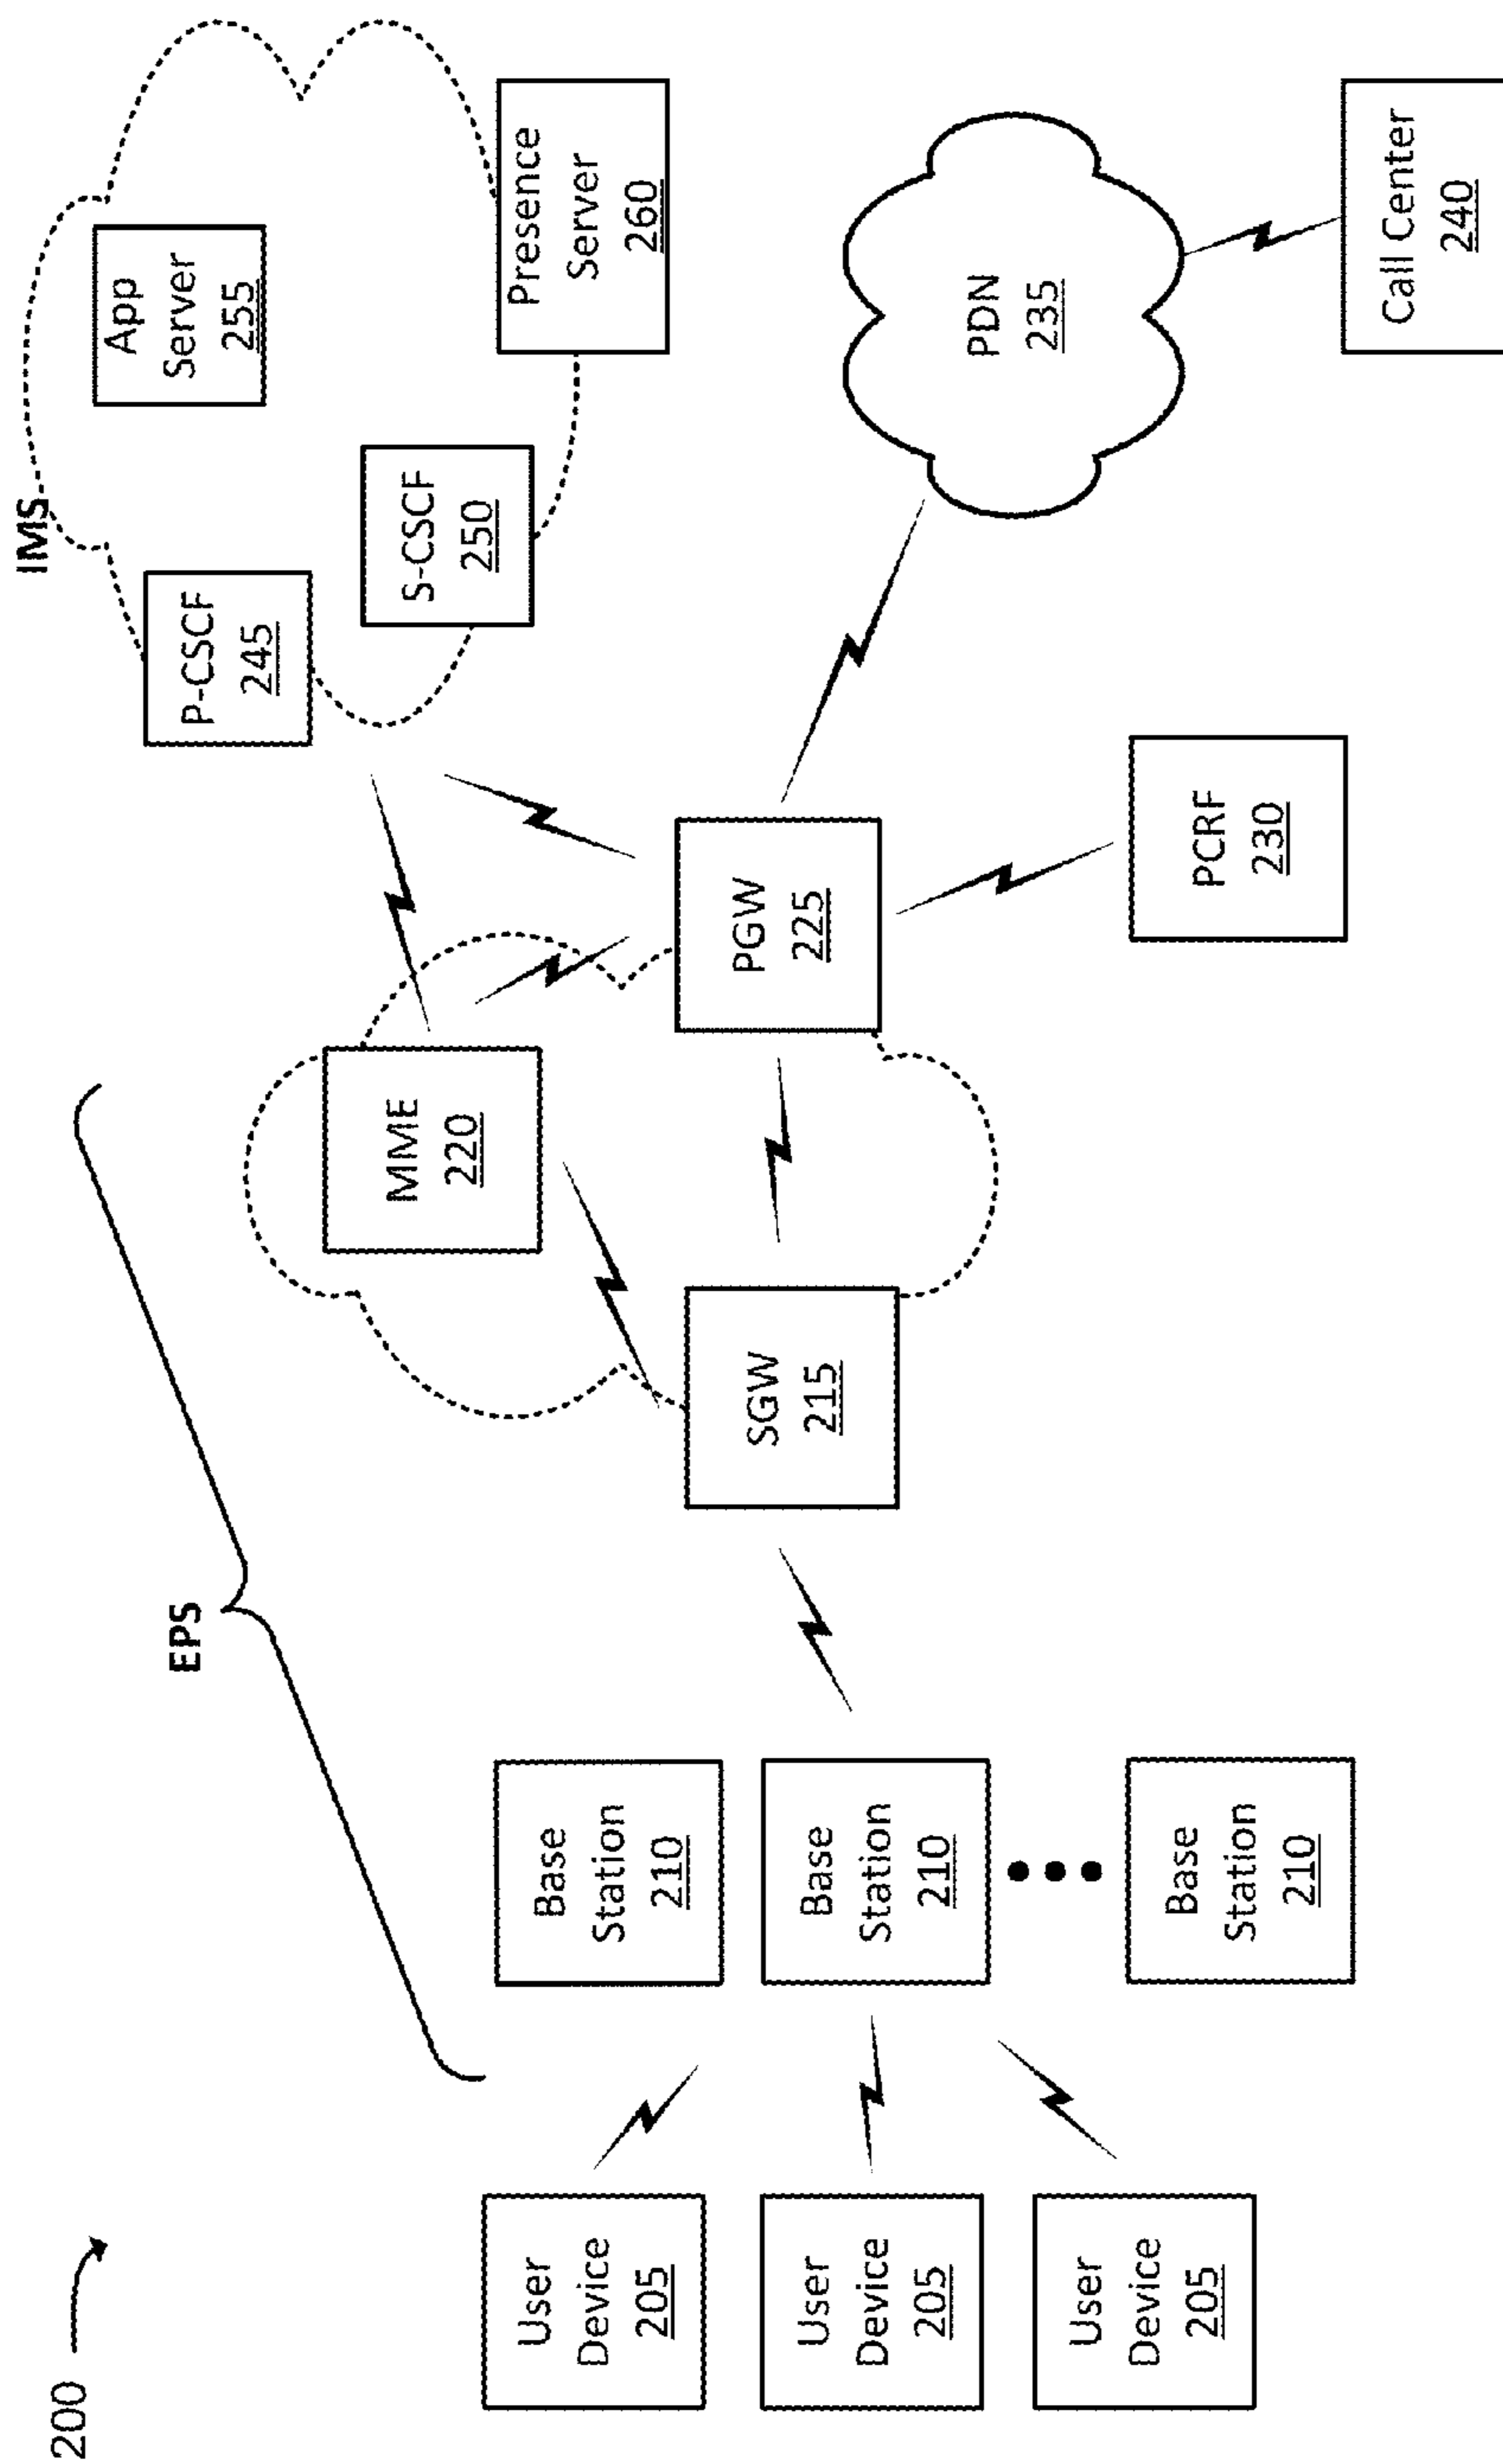 200
EPS
IMS
P-CSCF
245
App
Server
255
S-CSCF
250
Presence
Server
260
MME
220
User
Device
205
User
Device
205
User
Device
205
Base
Station
210
Base
Station
210
Base
Station
210
SGW
215
PGW
225
PCRF
230
PDN
235
Call Center
240